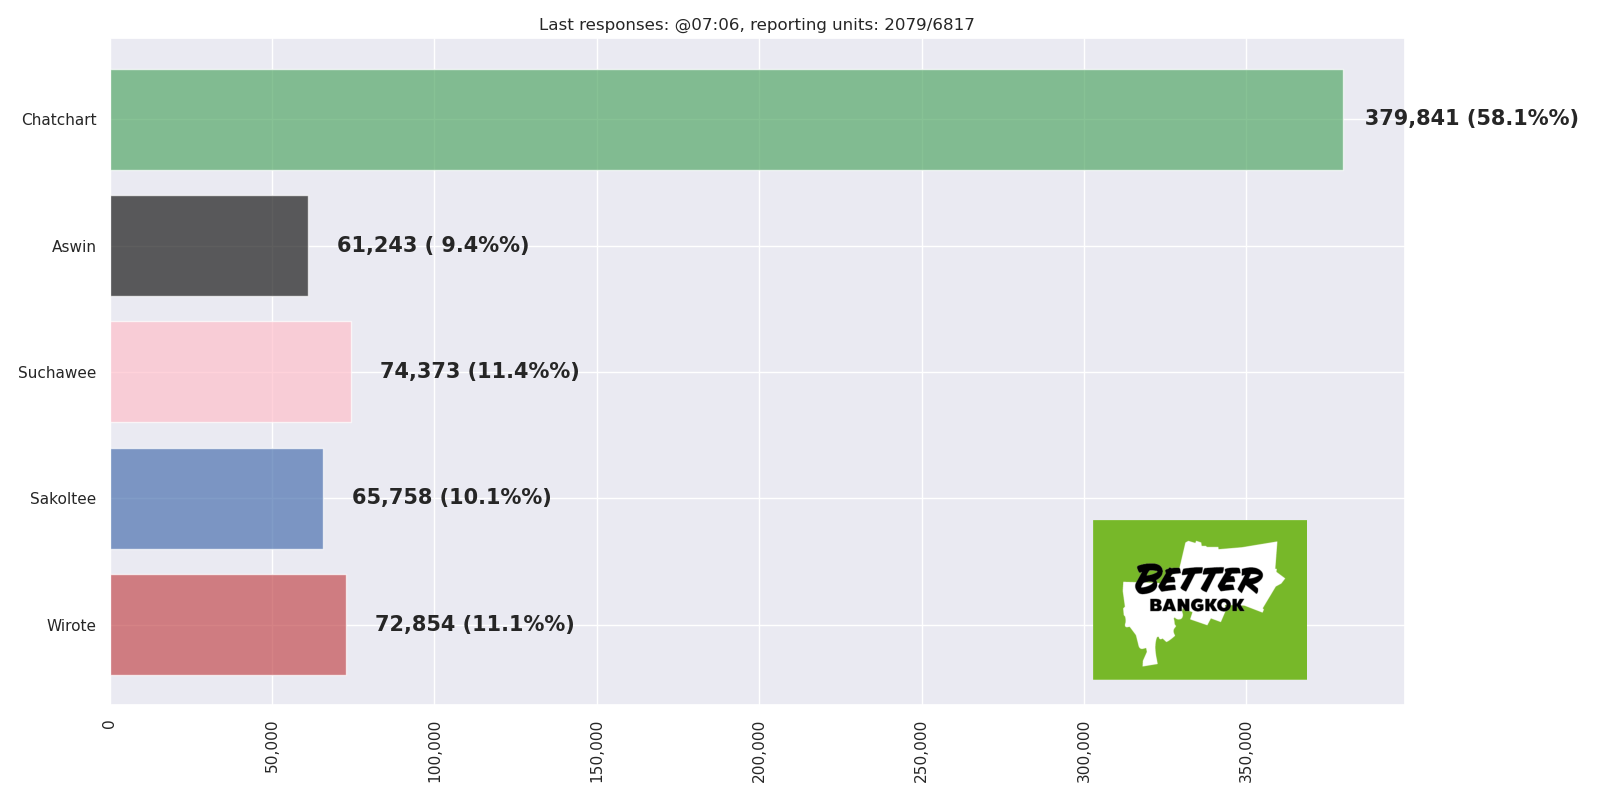 Last responses: @07:06, reporting units: 2079/6817
Chatchart
379,841 (58.1%%)
Aswin
61,243 ( 9.4%%)
Suchawee
74,373 (11.4%%)
Sakoltee
65,758 (10.1%%)
Wirote
72,854 (11.1%%)
BETTER
BANGKOK
0
50,000
100,000
150,000
200,000
250,000
300,000
350,000